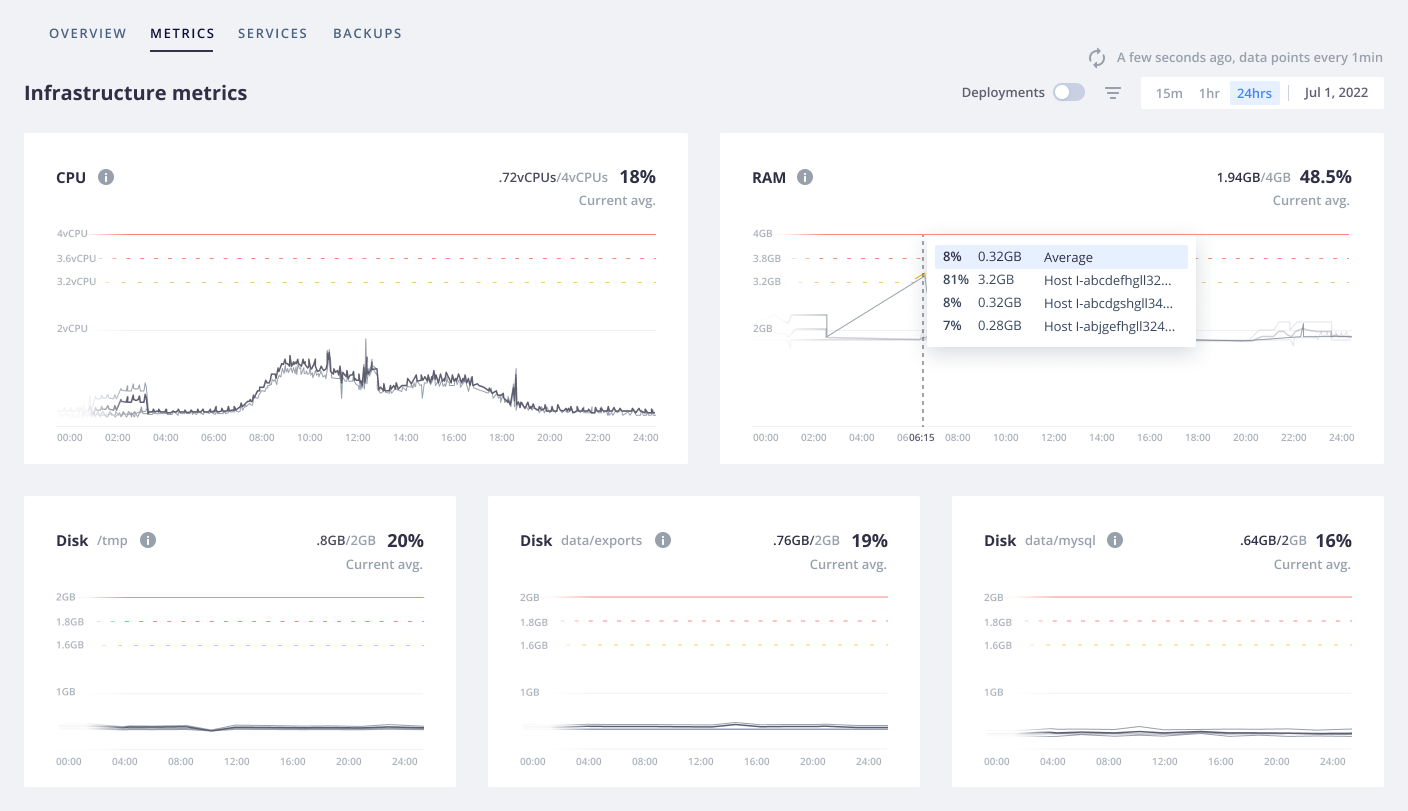 OVERVIEW METRICS SERVICES BACKUPS
A few seconds ago, data points every 1min
Infrastructure metrics
Deployments 15m 1hr 24hrs Jul 1, 2022
CPU .72vCPUs/4vCPUs 18%
Current avg.
4vCPU
3.6vCPU
3.2vCPU
2vCPU
00:00 02:00 04:00 06:00 08:00 10:00 12:00 14:00 16:00 18:00 20:00 22:00 24:00
RAM 1.94GB/4GB 48.5%
Current avg.
4GB
3.8GB
3.2GB
2GB
8% 0.32GB Average
81% 3.2GB Host I-abcdefhgll32...
8% 0.32GB Host I-abcdgshgll34...
7% 0.28GB Host I-abjgefhgll324...
00:00 02:00 04:00 06 06:15 08:00 10:00 12:00 14:00 16:00 18:00 20:00 22:00 24:00
Disk /tmp .8GB/2GB 20%
Current avg.
2GB
1.8GB
1.6GB
1GB
00:00 04:00 08:00 12:00 16:00 20:00 24:00
Disk data/exports .76GB/2GB 19%
Current avg.
2GB
1.8GB
1.6GB
1GB
00:00 04:00 08:00 12:00 16:00 20:00 24:00
Disk data/mysql .64GB/2GB 16%
Current avg.
2GB
1.8GB
1.6GB
1GB
00:00 04:00 08:00 12:00 16:00 20:00 24:00